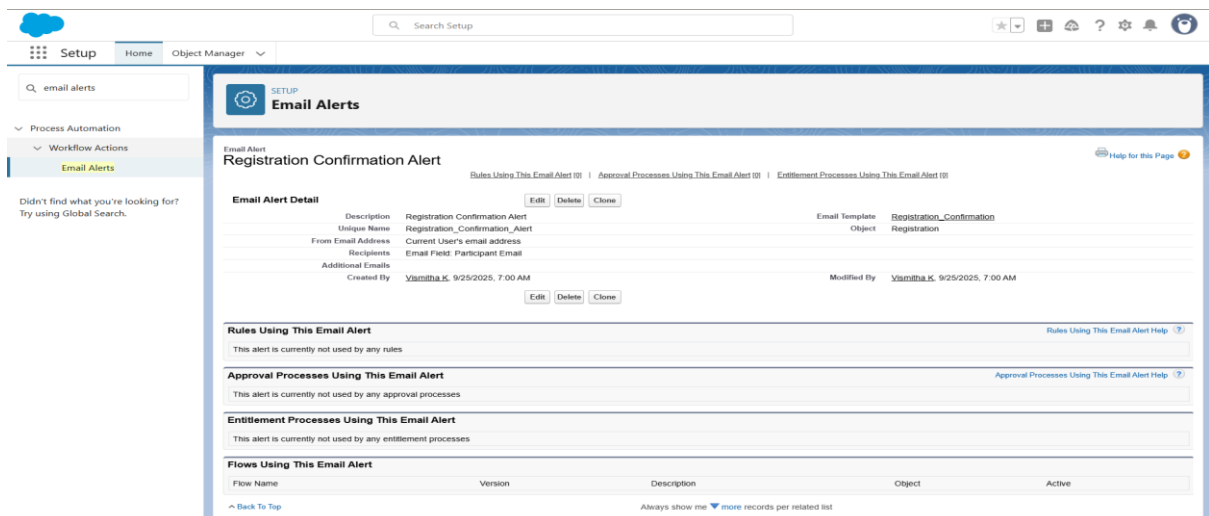 Search Setup
Setup Home Object Manager
email alerts
Process Automation
Workflow Actions
Email Alerts
Didn't find what you're looking for?
Try using Global Search.
SETUP
Email Alerts
Email Alert
Registration Confirmation Alert
Help for this Page
Rules Using This Email Alert [0] | Approval Processes Using This Email Alert [0] | Entitlement Processes Using This Email Alert [0]
Email Alert Detail Edit Delete Clone
Description Registration Confirmation Alert Email Template Registration_Confirmation
Unique Name Registration_Confirmation_Alert Object Registration
From Email Address Current User's email address
Recipients Email Field: Participant Email
Additional Emails
Created By Vismitha K, 9/25/2025, 7:00 AM Modified By Vismitha K, 9/25/2025, 7:00 AM
Edit Delete Clone
Rules Using This Email Alert Rules Using This Email Alert Help ?
This alert is currently not used by any rules
Approval Processes Using This Email Alert Approval Processes Using This Email Alert Help ?
This alert is currently not used by any approval processes
Entitlement Processes Using This Email Alert
This alert is currently not used by any entitlement processes
Flows Using This Email Alert
Flow Name Version Description Object Active
^ Back To Top Always show me ▼ more records per related list